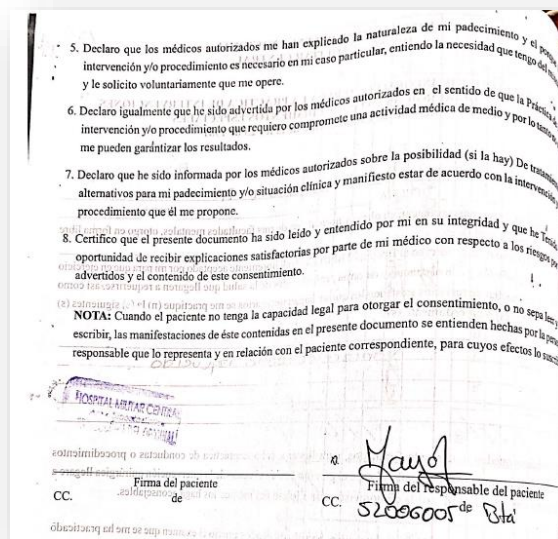 5. Declaro que los médicos autorizados me han explicado la naturaleza de mi padecimiento y el
intervención y/o procedimiento es necesario en mi caso particular, entiendo la necesidad que tengo del
y le solicito voluntariamente que me opere.
6. Declaro igualmente que he sido advertida por los médicos autorizados en el sentido de que la Práctica
intervención y/o procedimiento que requiero compromete una actividad médica de medio y por lo tanto
me pueden garantizar los resultados.
7. Declaro que he sido informada por los médicos autorizados sobre la posibilidad (si la hay) De
alternativos para mi padecimiento y/o situación clínica y manifiesto estar de acuerdo con la intervención
procedimiento que él me propone.
8. Certifico que el presente documento ha sido leído y entendido por mi en su integridad y que he
oportunidad de recibir explicaciones satisfactorias por parte de mi médico con respecto a los riesgos
advertidos y el contenido de este consentimiento.
NOTA: Cuando el paciente no tenga la capacidad legal para otorgar el consentimiento, o no sepa leer
escribir, las manifestaciones de éste contenidas en el presente documento se entienden hechas por la
responsable que lo representa y en relación con el paciente correspondiente, para cuyos efectos lo
HOSPITAL MILITAR CENTRAL
Firma del paciente
CC. de
Firma del responsable del paciente
CC. 52006005 de Bta